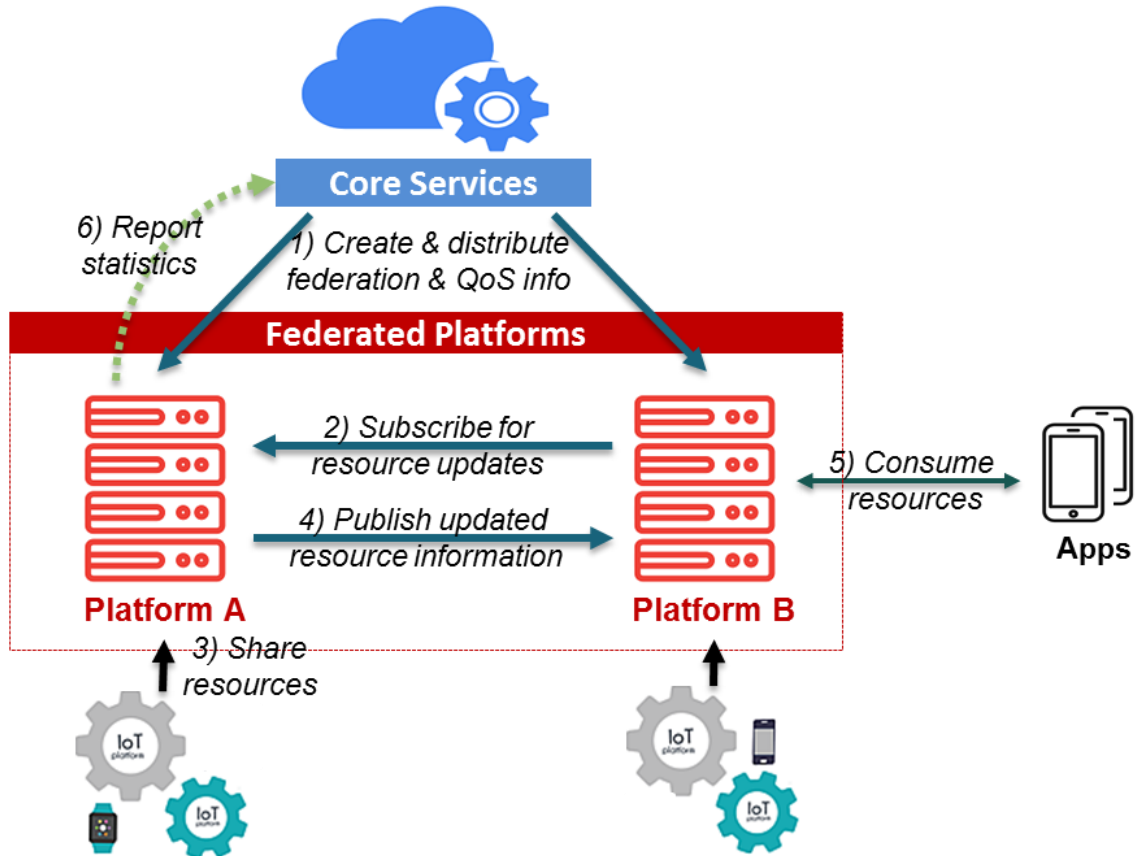 Core Services
6) Report
statistics
1) Create & distribute
federation & QoS info
Federated Platforms
2) Subscribe for
resource updates
4) Publish updated
resource information
5) Consume
resources
Apps
Platform A
Platform B
3) Share
resources
IoT
platform
IoT
platform
IoT
platform
IoT
platform